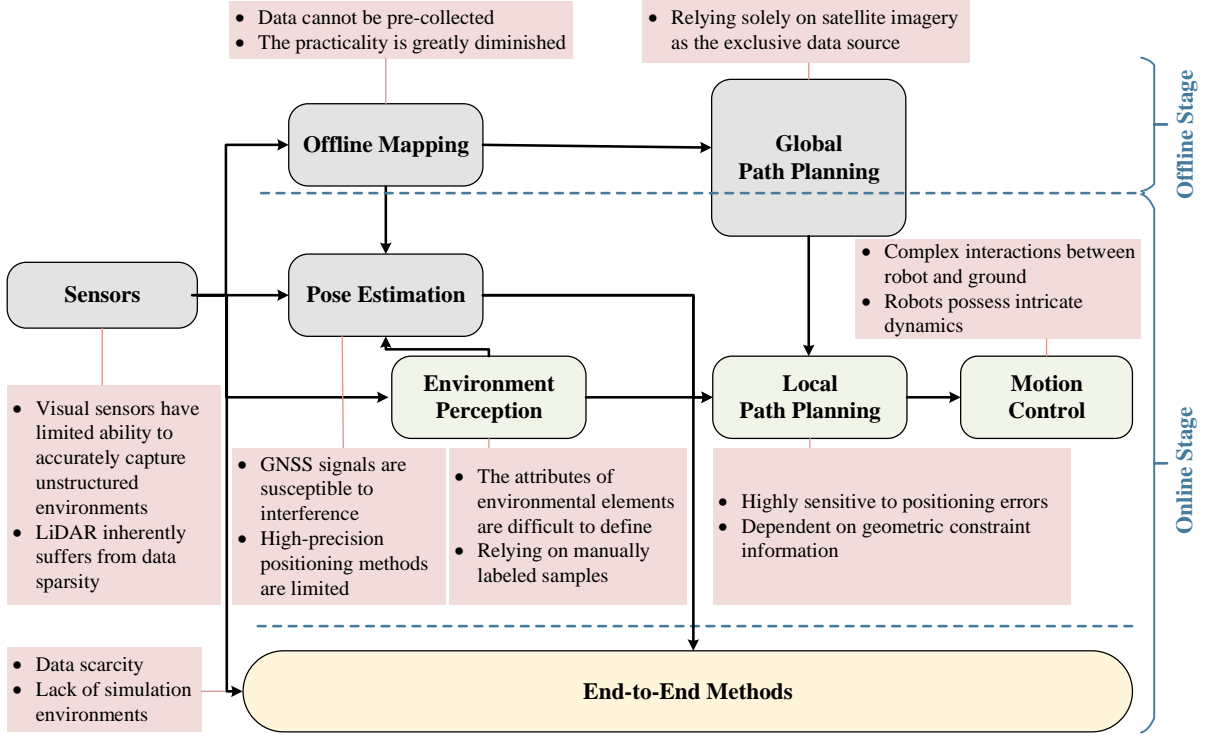 • Data cannot be pre-collected
• The practicality is greatly diminished
• Relying solely on satellite imagery
as the exclusive data source
Offline Stage
Offline Mapping
Global
Path Planning
• Complex interactions between
robot and ground
• Robots possess intricate
dynamics
Sensors
Pose Estimation
Environment
Perception
Local
Path Planning
Motion
Control
Online Stage
• Visual sensors have
limited ability to
accurately capture
unstructured
environments
• LiDAR inherently
suffers from data
sparsity
• GNSS signals are
susceptible to
interference
• High-precision
positioning methods
are limited
• The attributes of
environmental elements
are difficult to define
• Relying on manually
labeled samples
• Highly sensitive to positioning errors
• Dependent on geometric constraint
information
• Data scarcity
• Lack of simulation
environments
End-to-End Methods